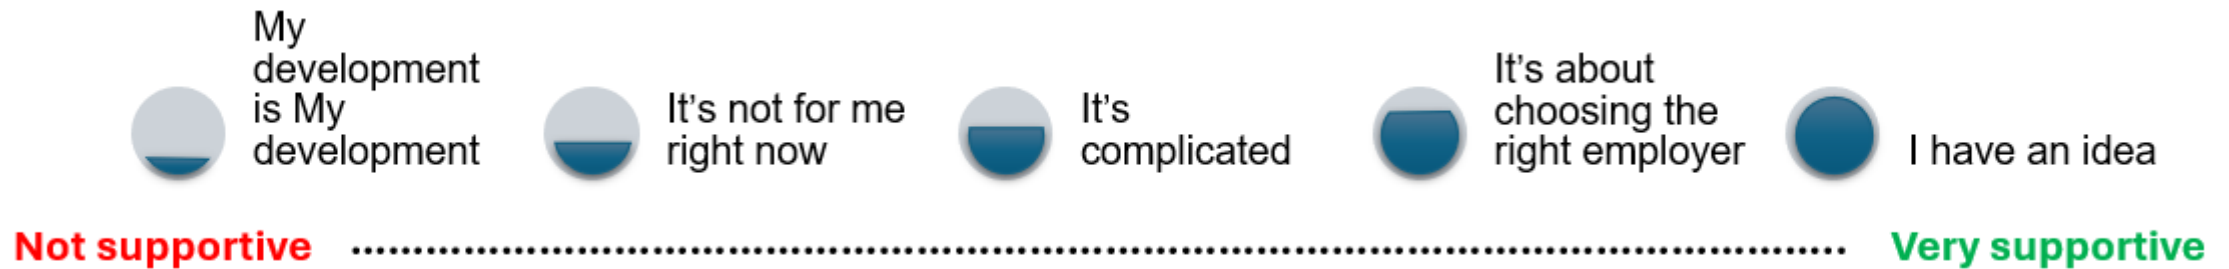 My
development
is My
development
It’s not for me
right now
It’s
complicated
It’s about
choosing the
right employer
I have an idea
Not supportive
Very supportive